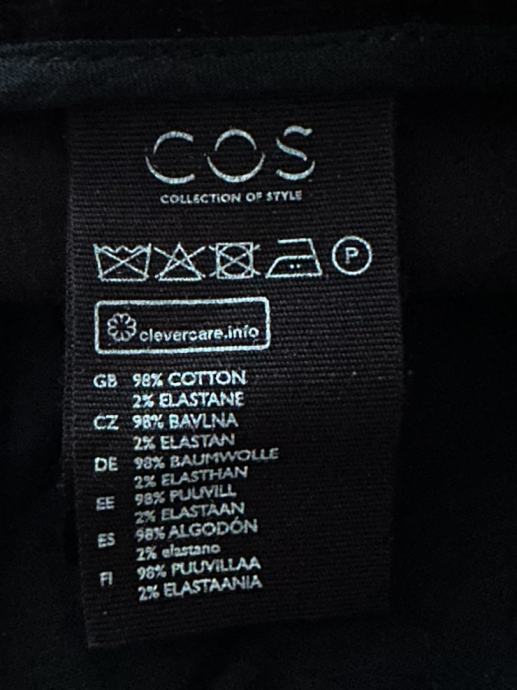 COS
COLLECTION OF STYLE
P
clevercare.info
GB 98% COTTON
2% ELASTANE
CZ 98% BAVLNA
2% ELASTAN
DE 98% BAUMWOLLE
2% ELASTHAN
EE 98% PUUVILL
2% ELASTAAN
ES 98% ALGODÓN
2% elastano
FI 98% PUUVILLAA
2% ELASTAANIA